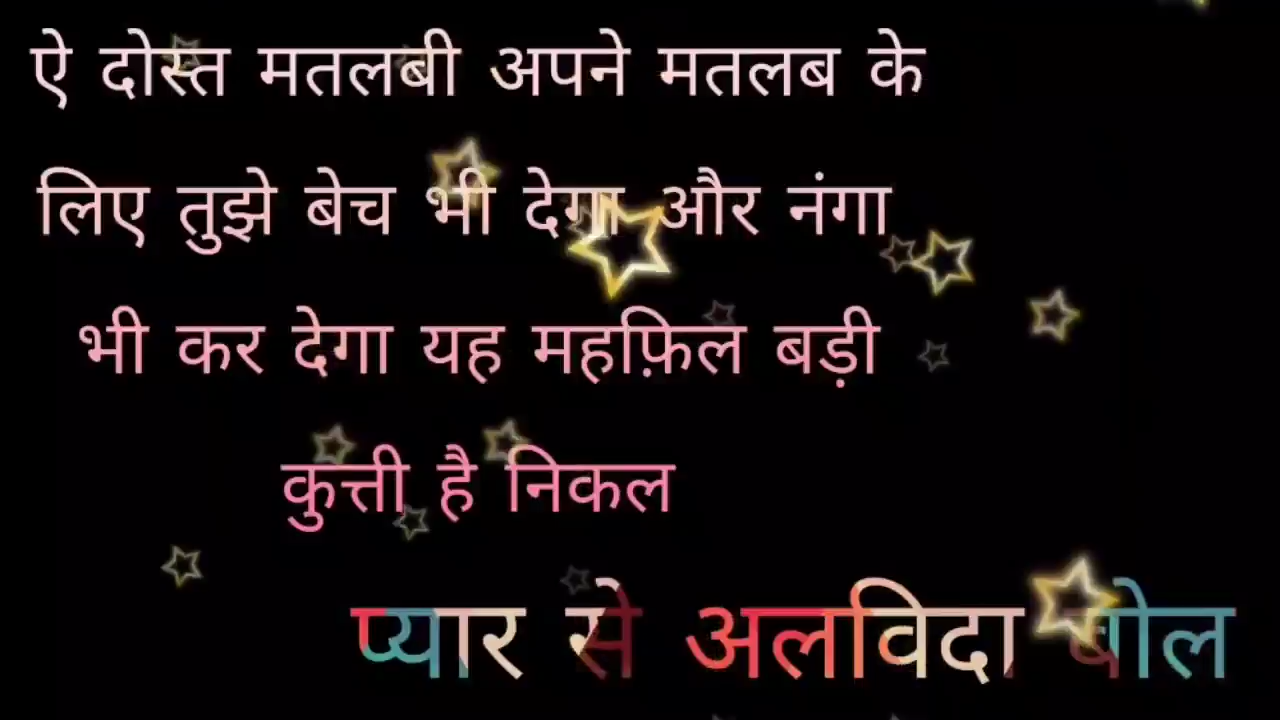 ऐ दोस्त मतलबी अपने मतलब के
लिए तुझे बेच भी देगा और नंगा
भी कर देगा यह महफ़िल बड़ी
कुत्ती है निकल
प्यार से अलविदा बोल